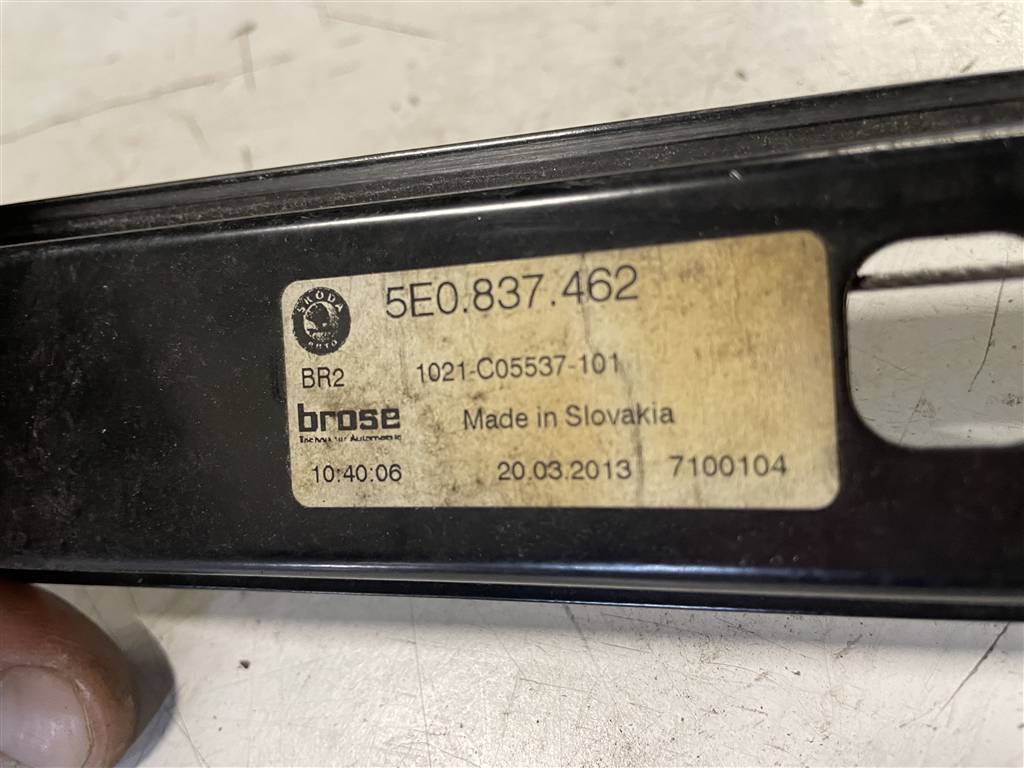 ŠKODA
AUTO
5E0.837.462
BR2 1021-C05537-101
brose Made in Slovakia
10:40:06 20.03.2013 7100104